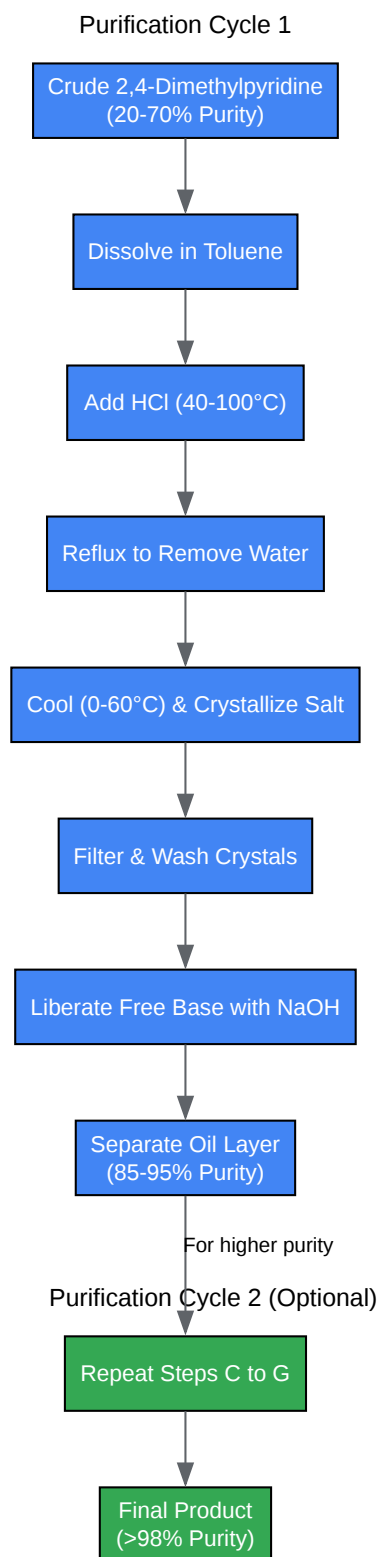 Purification Cycle 1
Crude 2,4-Dimethylpyridine
(20-70% Purity)
Dissolve in Toluene
Add HCl (40-100°C)
Reflux to Remove Water
Cool (0-60°C) & Crystallize Salt
Filter & Wash Crystals
Liberate Free Base with NaOH
Separate Oil Layer
(85-95% Purity)
For higher purity
Purification Cycle 2 (Optional)
Repeat Steps C to G
Final Product
(>98% Purity)